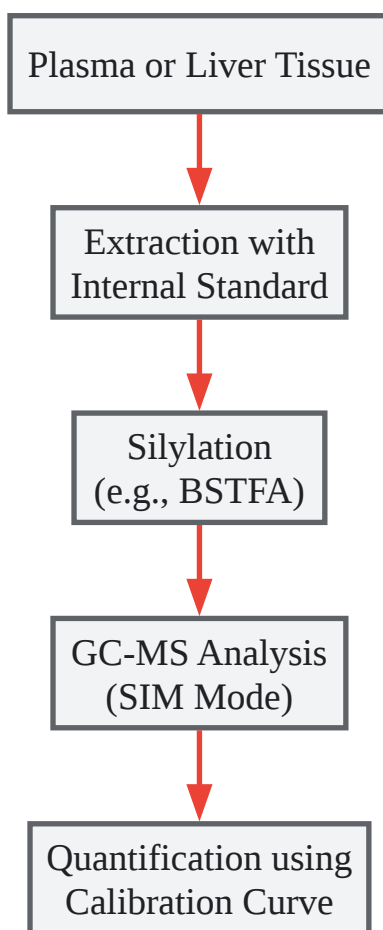 Plasma or Liver Tissue
Extraction with
Internal Standard
Silylation
(e.g., BSTFA)
GC-MS Analysis
(SIM Mode)
Quantification using
Calibration Curve